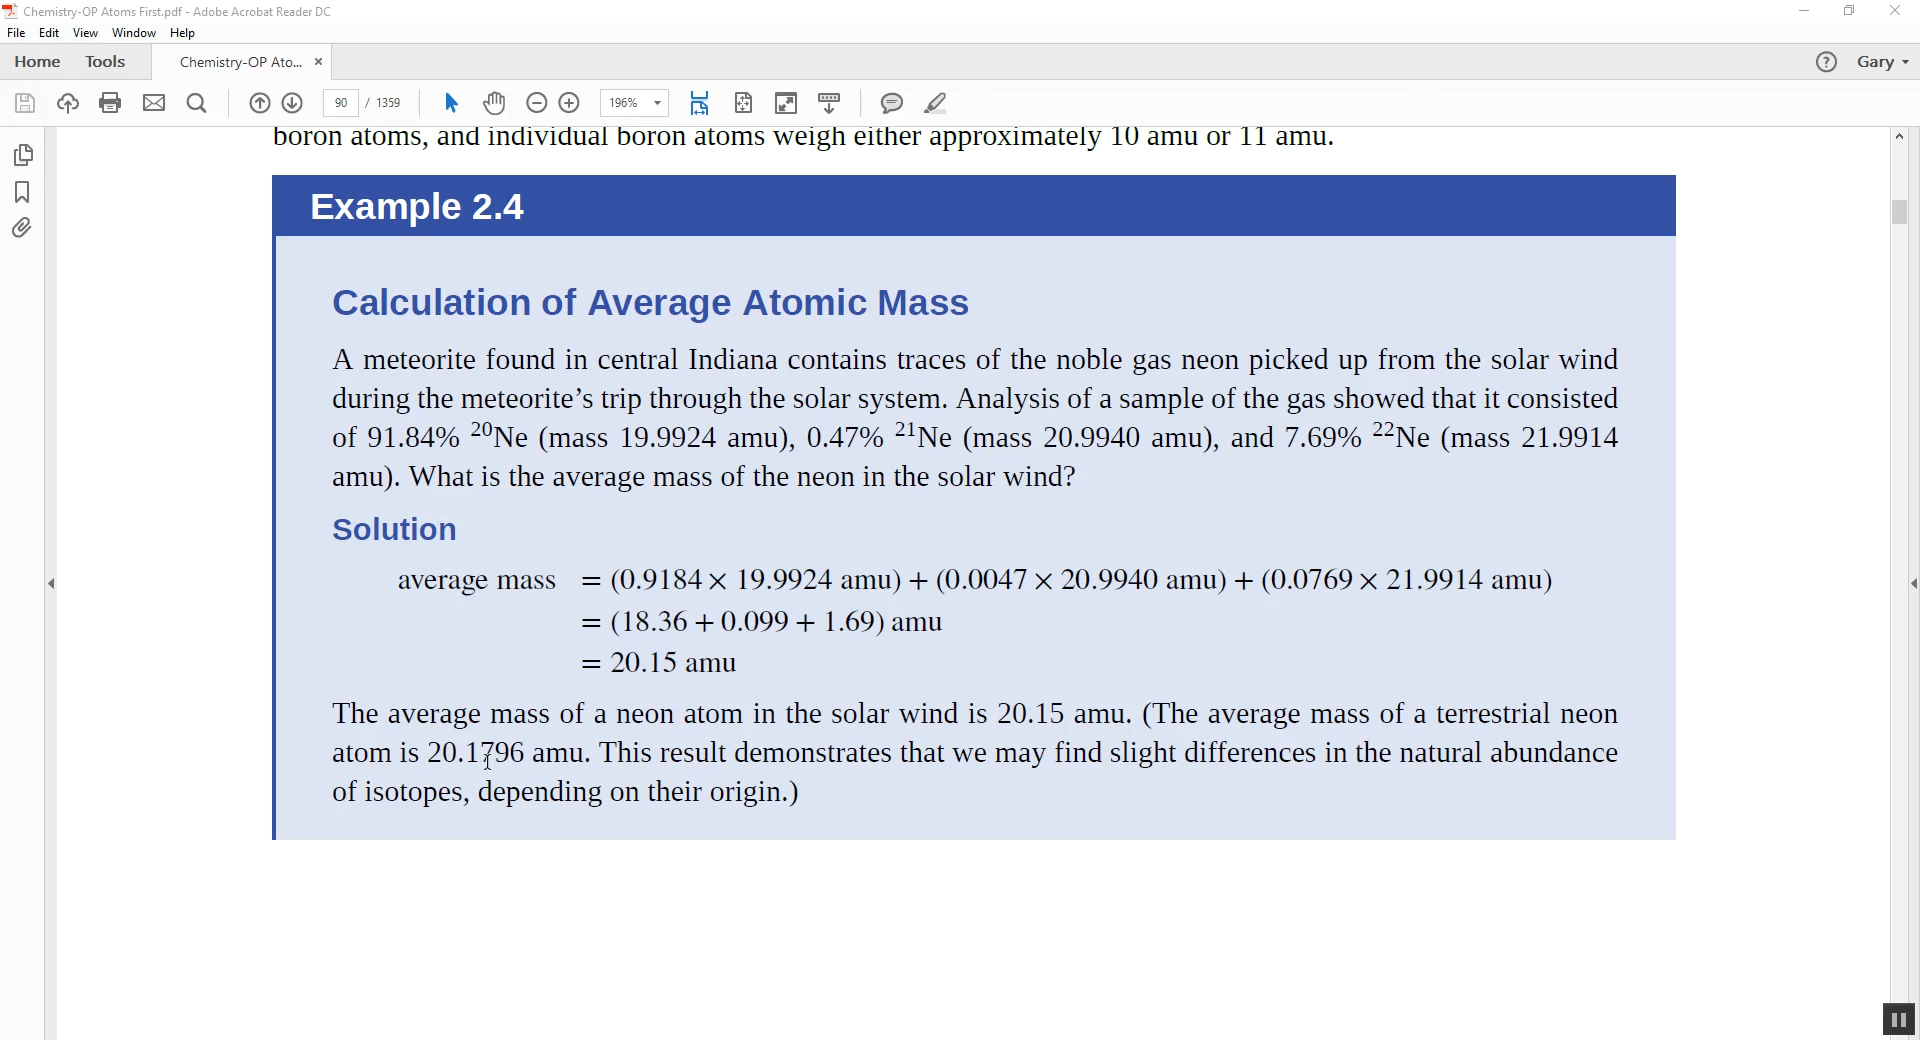 Chemistry-OP Atoms First.pdf - Adobe Acrobat Reader DC
File Edit View Window Help
Home Tools Chemistry-OP Ato... × ? Gary
90 / 1359 196%
boron atoms, and individual boron atoms weigh either approximately 10 amu or 11 amu.
Example 2.4
Calculation of Average Atomic Mass
A meteorite found in central Indiana contains traces of the noble gas neon picked up from the solar wind
during the meteorite’s trip through the solar system. Analysis of a sample of the gas showed that it consisted
of 91.84% ²⁰Ne (mass 19.9924 amu), 0.47% ²¹Ne (mass 20.9940 amu), and 7.69% ²²Ne (mass 21.9914
amu). What is the average mass of the neon in the solar wind?
Solution
average mass = (0.9184 × 19.9924 amu) + (0.0047 × 20.9940 amu) + (0.0769 × 21.9914 amu)
= (18.36 + 0.099 + 1.69) amu
= 20.15 amu
The average mass of a neon atom in the solar wind is 20.15 amu. (The average mass of a terrestrial neon
atom is 20.1796 amu. This result demonstrates that we may find slight differences in the natural abundance
of isotopes, depending on their origin.)